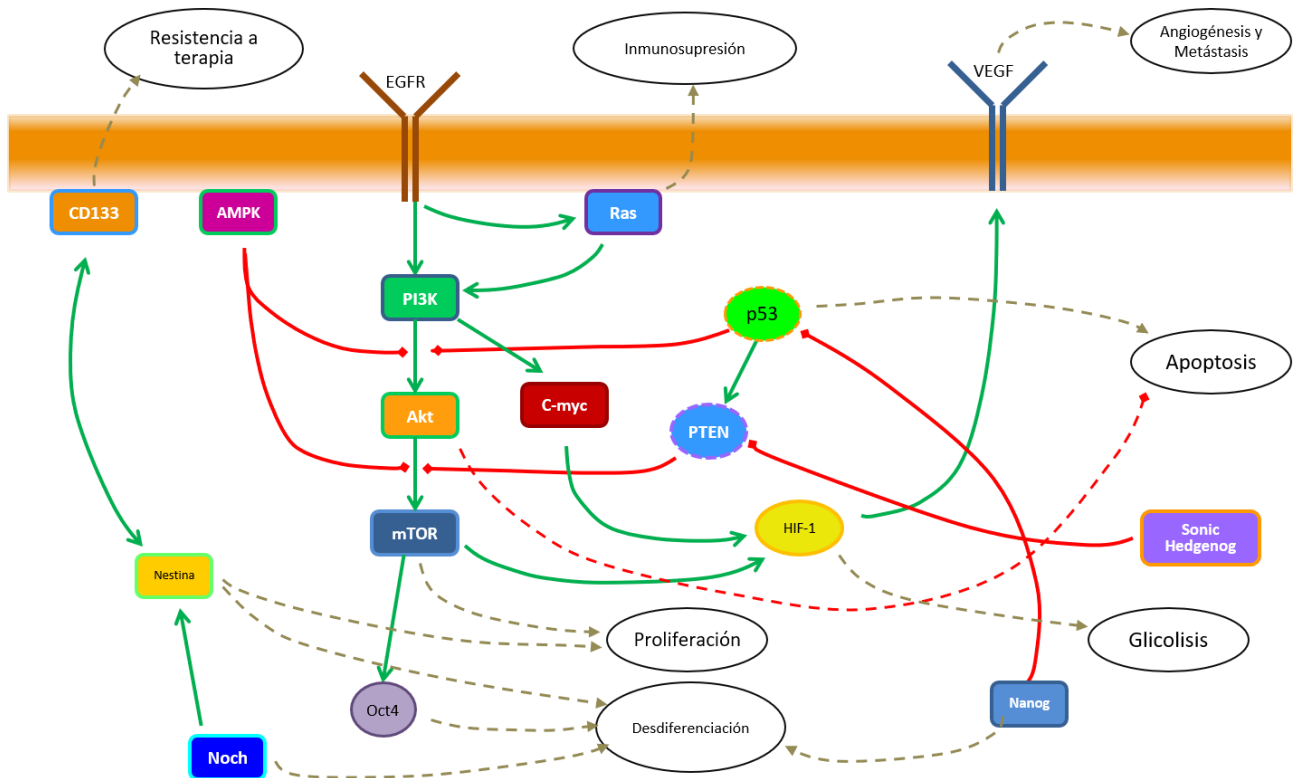 Resistencia a
terapia
EGFR
Inmunosupresión
VEGF
Angiogénesis y
Metástasis
CD133
AMPK
Ras
PI3K
p53
Apoptosis
Akt
C-myc
PTEN
mTOR
HIF-1
Sonic
Hedgenog
Nestina
Proliferación
Glicolisis
Oct4
Desdiferenciación
Nanog
Noch